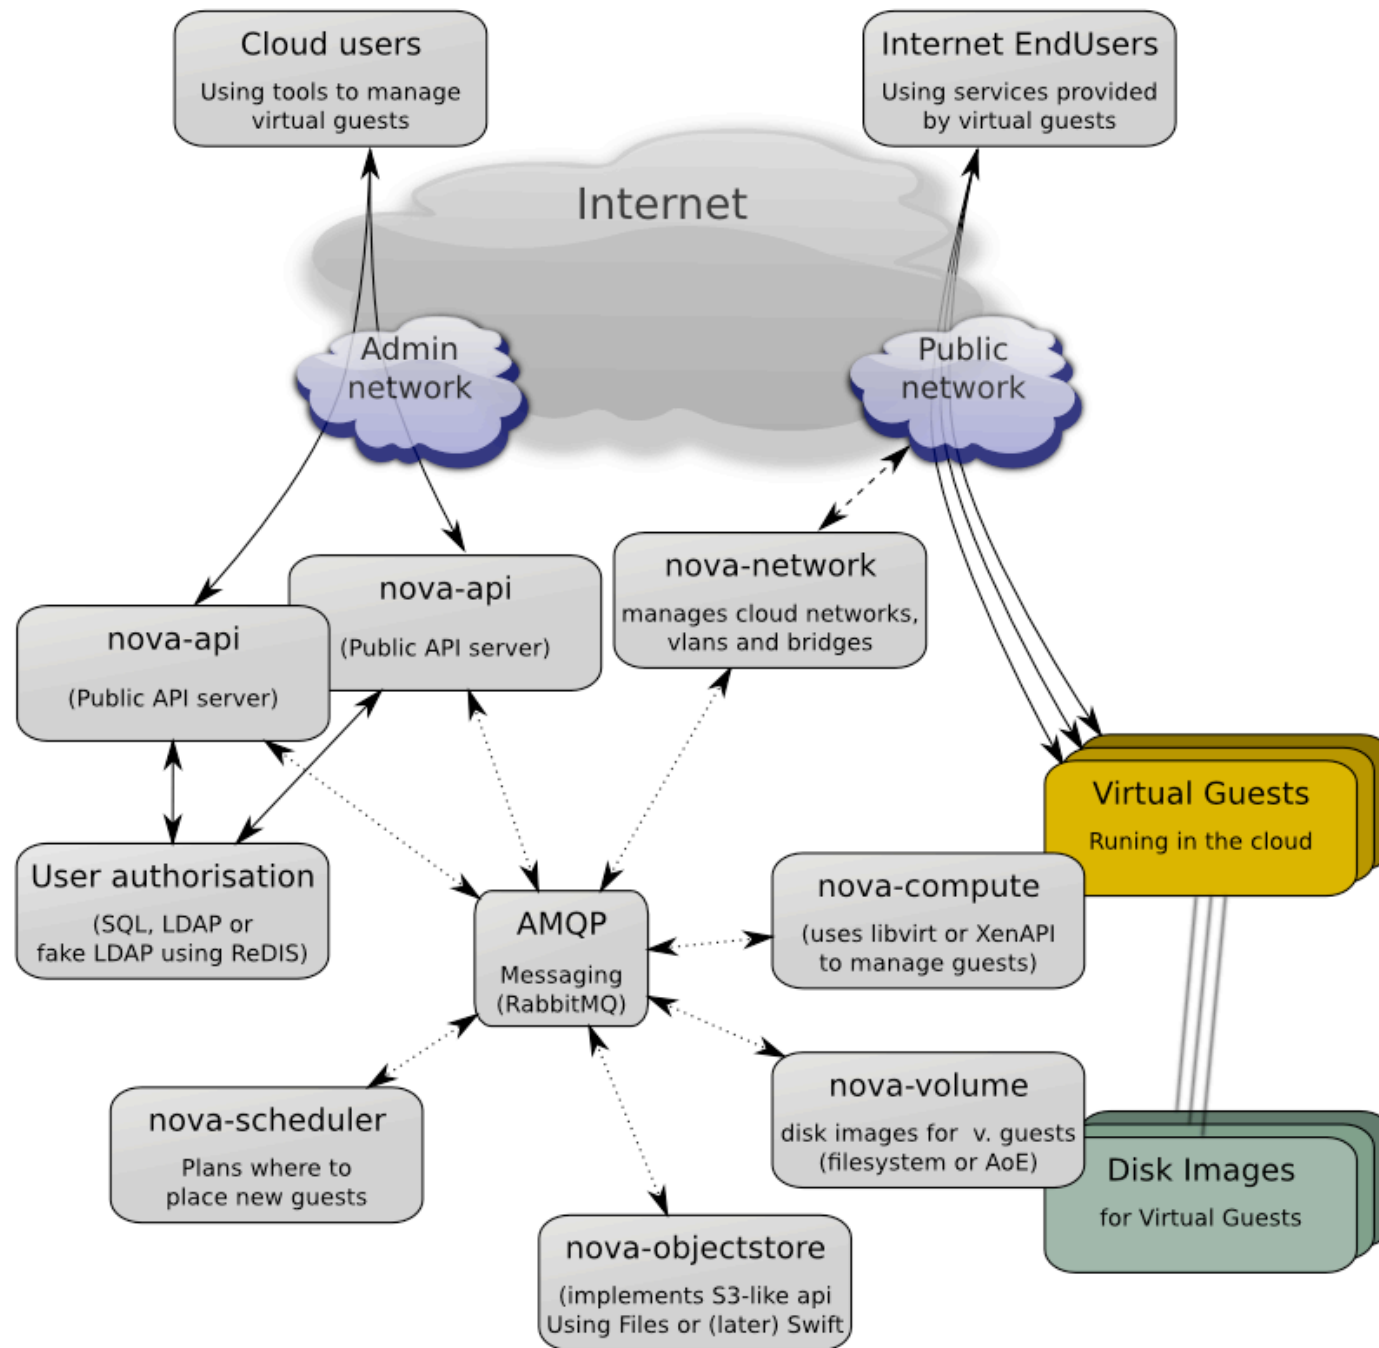 Cloud users
Using tools to manage
virtual guests
Internet EndUsers
Using services provided
by virtual guests
Internet
Admin
network
Public
network
nova-api
(Public API server)
nova-api
(Public API server)
nova-network
manages cloud networks,
vlans and bridges
Virtual Guests
Runing in the cloud
User authorisation
(SQL, LDAP or
fake LDAP using ReDIS)
AMQP
Messaging
(RabbitMQ)
nova-compute
(uses libvirt or XenAPI
to manage guests)
nova-volume
disk images for v. guests
(filesystem or AoE)
nova-scheduler
Plans where to
place new guests
Disk Images
for Virtual Guests
nova-objectstore
(implements S3-like api
Using Files or (later) Swift